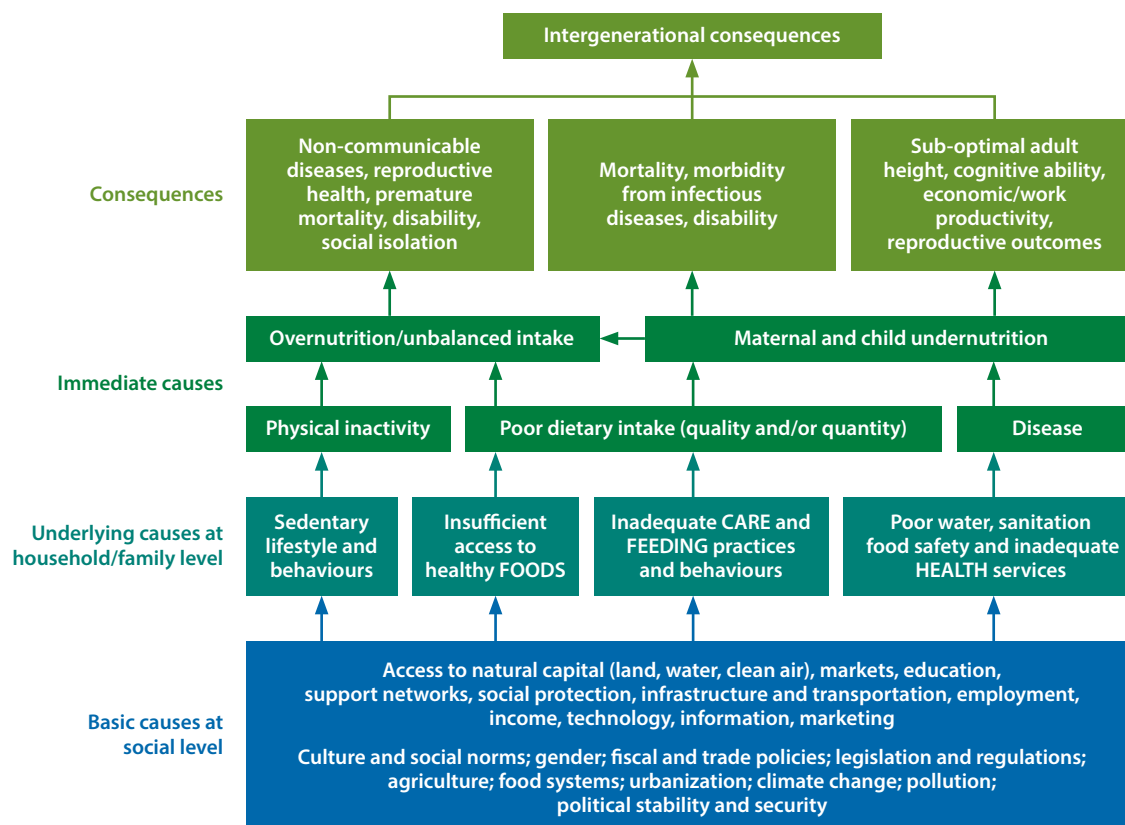 Intergenerational consequences
Consequences
Non-communicable
diseases, reproductive
health, premature
mortality, disability,
social isolation
Mortality, morbidity
from infectious
diseases, disability
Sub-optimal adult
height, cognitive ability,
economic/work
productivity,
reproductive outcomes
Immediate causes
Overnutrition/unbalanced intake
Maternal and child undernutrition
Physical inactivity
Poor dietary intake (quality and/or quantity)
Disease
Underlying causes at
household/family level
Sedentary
lifestyle and
behaviours
Insufficient
access to
healthy FOODS
Inadequate CARE and
FEEDING practices
and behaviours
Poor water, sanitation
food safety and inadequate
HEALTH services
Basic causes at
social level
Access to natural capital (land, water, clean air), markets, education,
support networks, social protection, infrastructure and transportation, employment,
income, technology, information, marketing
Culture and social norms; gender; fiscal and trade policies; legislation and regulations;
agriculture; food systems; urbanization; climate change; pollution;
political stability and security